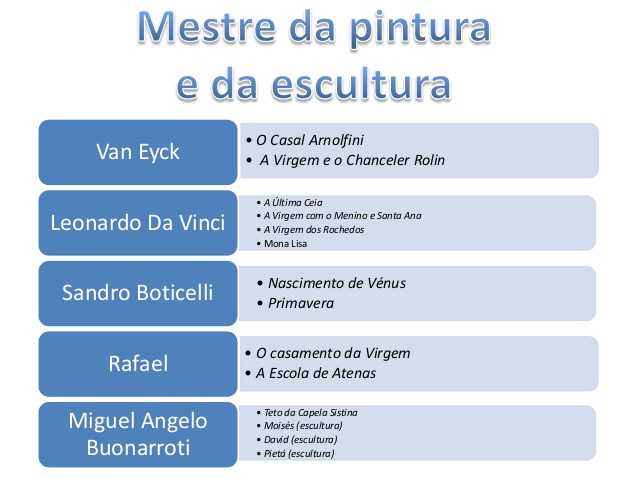 Mestre da pintura
e da escultura
Van Eyck
• O Casal Arnolfini
• A Virgem e o Chanceler Rolin
Leonardo Da Vinci
• A Última Ceia
• A Virgem com o Menino e Santa Ana
• A Virgem dos Rochedos
• Mona Lisa
Sandro Boticelli
• Nascimento de Vénus
• Primavera
Rafael
• O casamento da Virgem
• A Escola de Atenas
Miguel Angelo
Buonarroti
• Teto da Capela Sistina
• Moisés (escultura)
• David (escultura)
• Pietá (escultura)